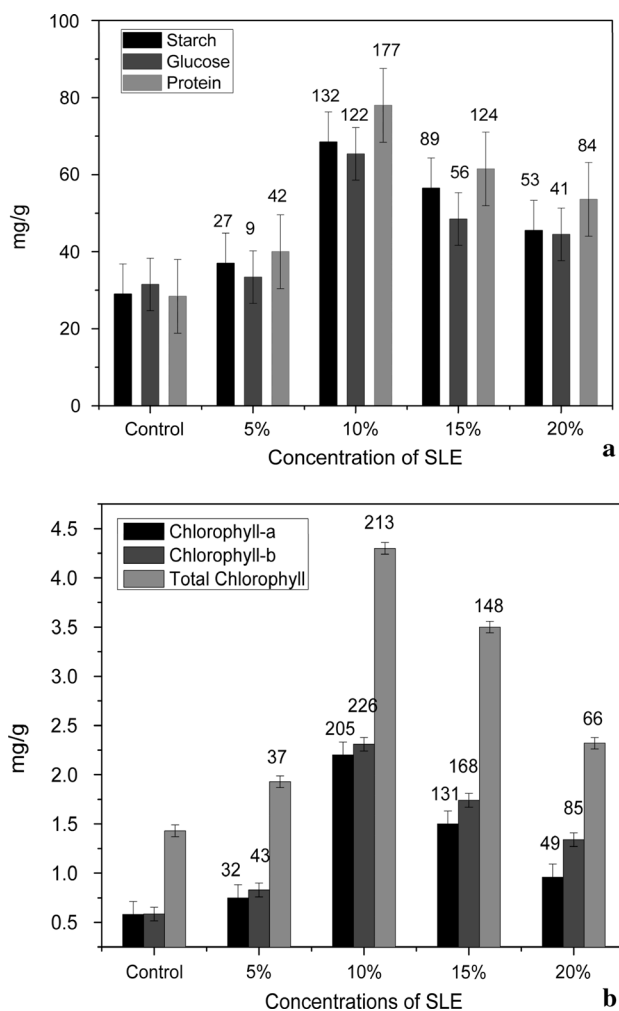 100
80
60
40
20
0
mg/g
Starch
Glucose
Protein
27 9 42
132 122 177
89 56 124
53 41 84
Control 5% 10% 15% 20%
Concentration of SLE
a
4.5
4.0
3.5
3.0
2.5
2.0
1.5
1.0
0.5
mg/g
Chlorophyll-a
Chlorophyll-b
Total Chlorophyll
32 43 37
205 226 213
131 168 148
49 85 66
Control 5% 10% 15% 20%
Concentrations of SLE
b